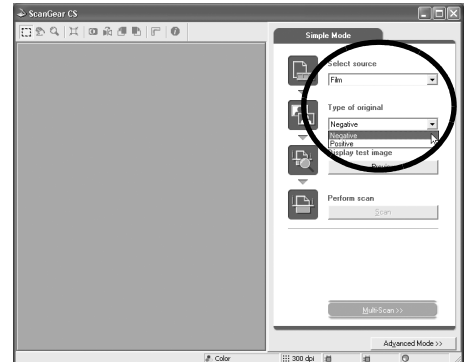 ScanGear CS
Simple Mode
Select source
Film
Type of original
Negative
Negative
Positive
Display test image
Preview
Perform scan
Scan
Multi-Scan >>
Advanced Mode >>
Color
300 dpi